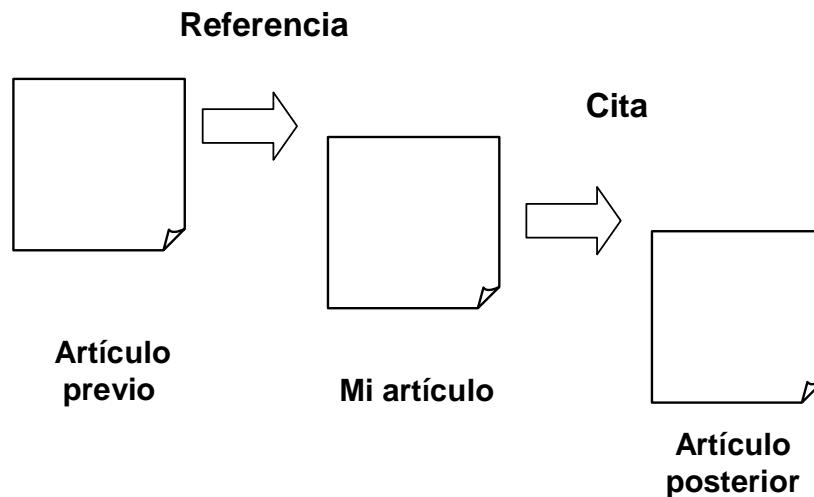 Referencia
Cita
Artículo
previo
Mi artículo
Artículo
posterior